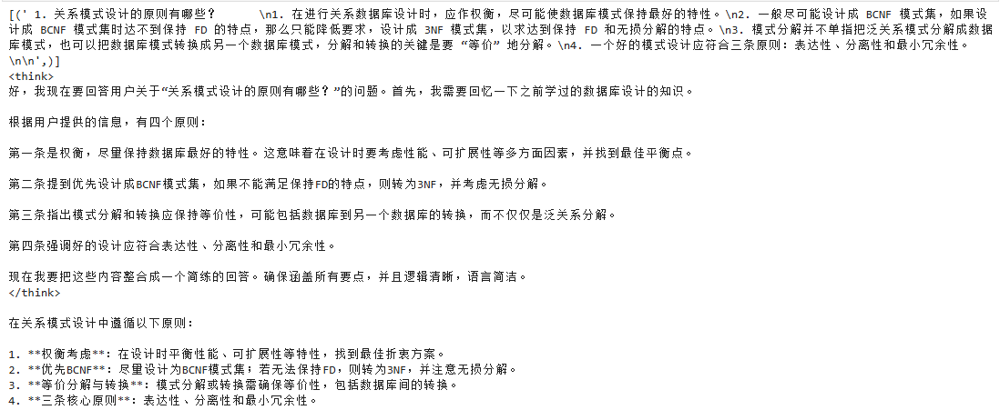 [(' 1. 关系模式设计的原则有哪些？      \n1. 在进行关系数据库设计时，应作权衡，尽可能使数据库模式保持最好的特性。\n2. 一般尽可能设计成 BCNF 模式集，如果设
计成 BCNF 模式集时达不到保持 FD 的特点，那么只能降低要求，设计成 3NF 模式集，以求达到保持 FD 和无损分解的特点。\n3. 模式分解并不单指把泛关系模式分解成数据
库模式，也可以把数据库模式转换成另一个数据库模式，分解和转换的关键是要 “等价” 地分解。\n4. 一个好的模式设计应符合三条原则：表达性、分离性和最小冗余性。
\n\n',)]
<think>
好，我现在要回答用户关于“关系模式设计的原则有哪些？”的问题。首先，我需要回忆一下之前学过的数据库设计的知识。
根据用户提供的信息，有四个原则：
第一条是权衡，尽量保持数据库最好的特性。这意味着在设计时要考虑性能、可扩展性等多方面因素，并找到最佳平衡点。
第二条提到优先设计成BCNF模式集，如果不能满足保持FD的特点，则转为3NF，并考虑无损分解。
第三条指出模式分解和转换应保持等价性，可能包括数据库到另一个数据库的转换，而不仅仅是泛关系分解。
第四条强调好的设计应符合表达性、分离性和最小冗余性。
现在我要把这些内容整合成一个简练的回答。确保涵盖所有要点，并且逻辑清晰，语言简洁。
</think>
在关系模式设计中遵循以下原则：
1. **权衡考虑**：在设计时平衡性能、可扩展性等特性，找到最佳折衷方案。
2. **优先BCNF**：尽量设计为BCNF模式集；若无法保持FD，则转为3NF，并注意无损分解。
3. **等价分解与转换**：模式分解或转换需确保等价性，包括数据库间的转换。
4. **三条核心原则**：表达性、分离性和最小冗余性。